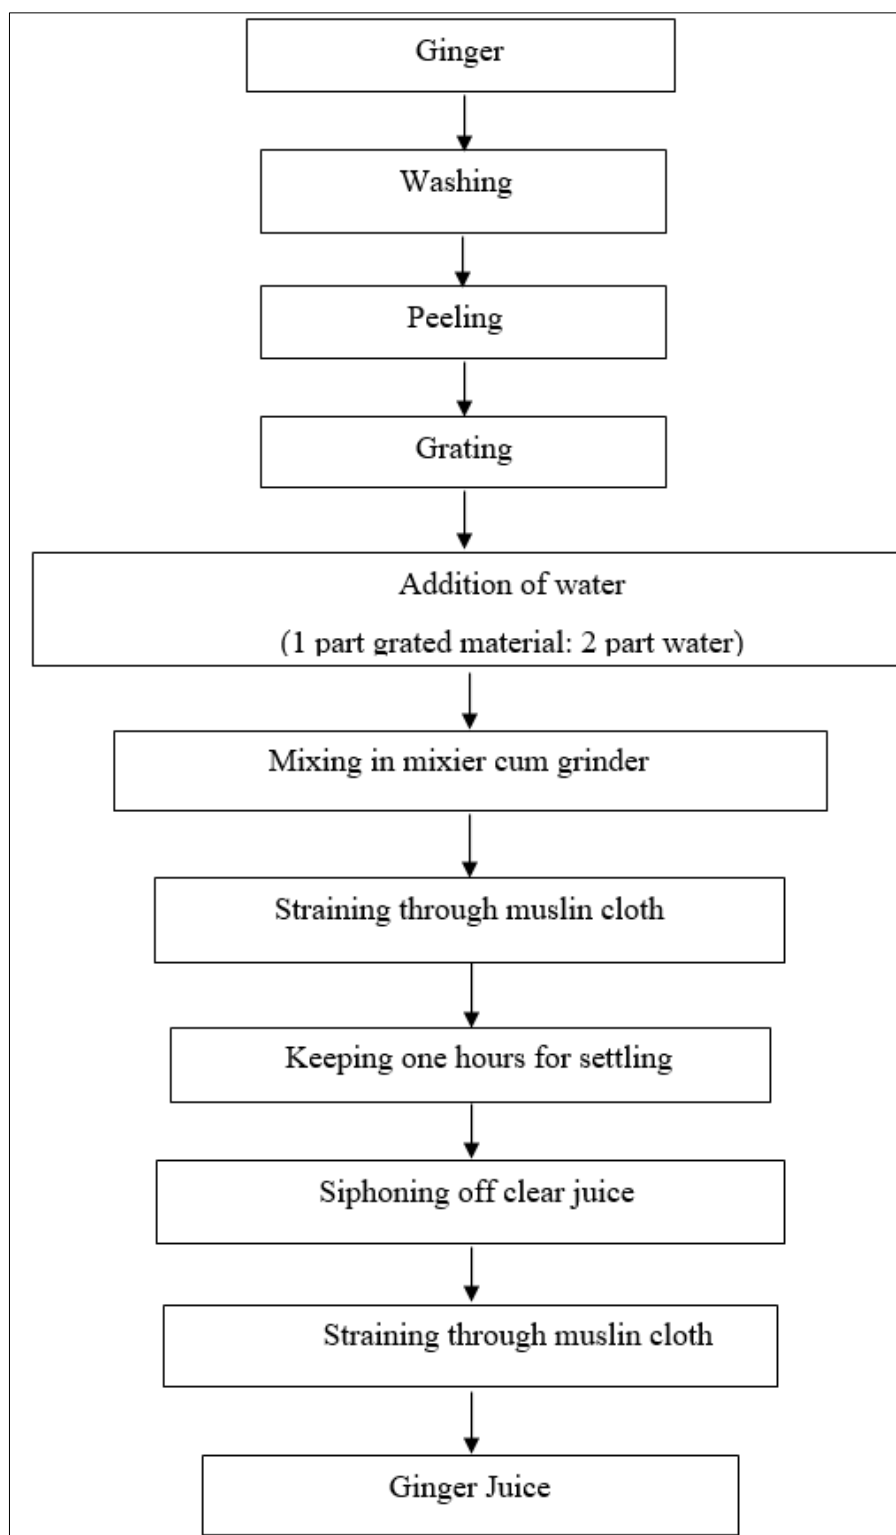 Ginger
Washing
Peeling
Grating
Addition of water
(1 part grated material: 2 part water)
Mixing in mixier cum grinder
Straining through muslin cloth
Keeping one hours for settling
Siphoning off clear juice
Straining through muslin cloth
Ginger Juice